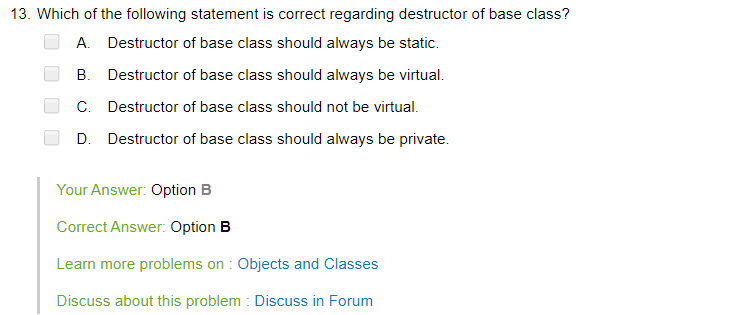 13. Which of the following statement is correct regarding destructor of base class?
A. Destructor of base class should always be static.
B. Destructor of base class should always be virtual.
C. Destructor of base class should not be virtual.
D. Destructor of base class should always be private.
Your Answer: Option B
Correct Answer: Option B
Learn more problems on : Objects and Classes
Discuss about this problem : Discuss in Forum